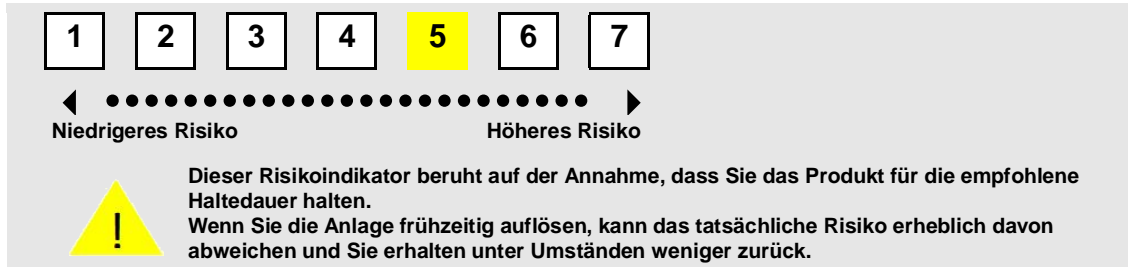 1 2 3 4 5 6 7
Niedrigeres Risiko Höheres Risiko
Dieser Risikoindikator beruht auf der Annahme, dass Sie das Produkt für die empfohlene
Haltedauer halten.
Wenn Sie die Anlage frühzeitig auflösen, kann das tatsächliche Risiko erheblich davon
abweichen und Sie erhalten unter Umständen weniger zurück.
!